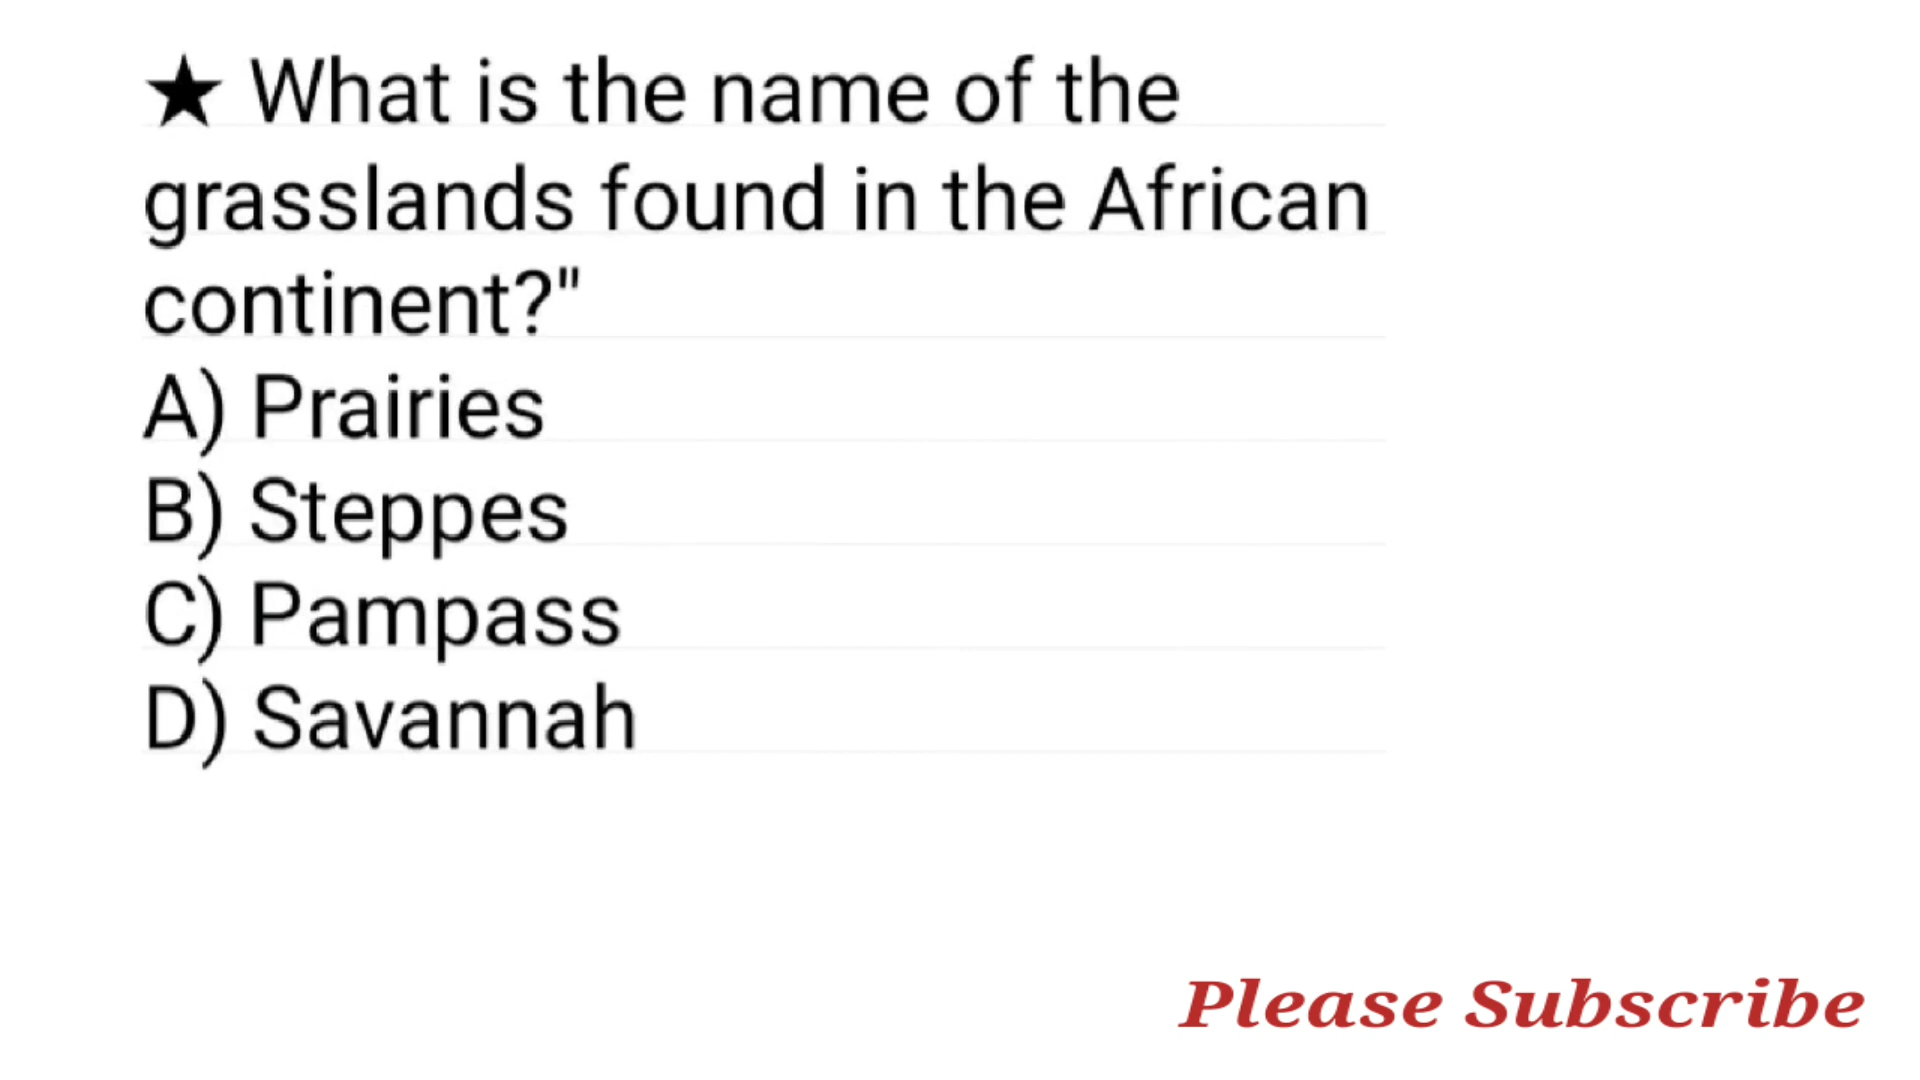 ★ What is the name of the
grasslands found in the African
continent?"
A) Prairies
B) Steppes
C) Pampass
D) Savannah
Please Subscribe